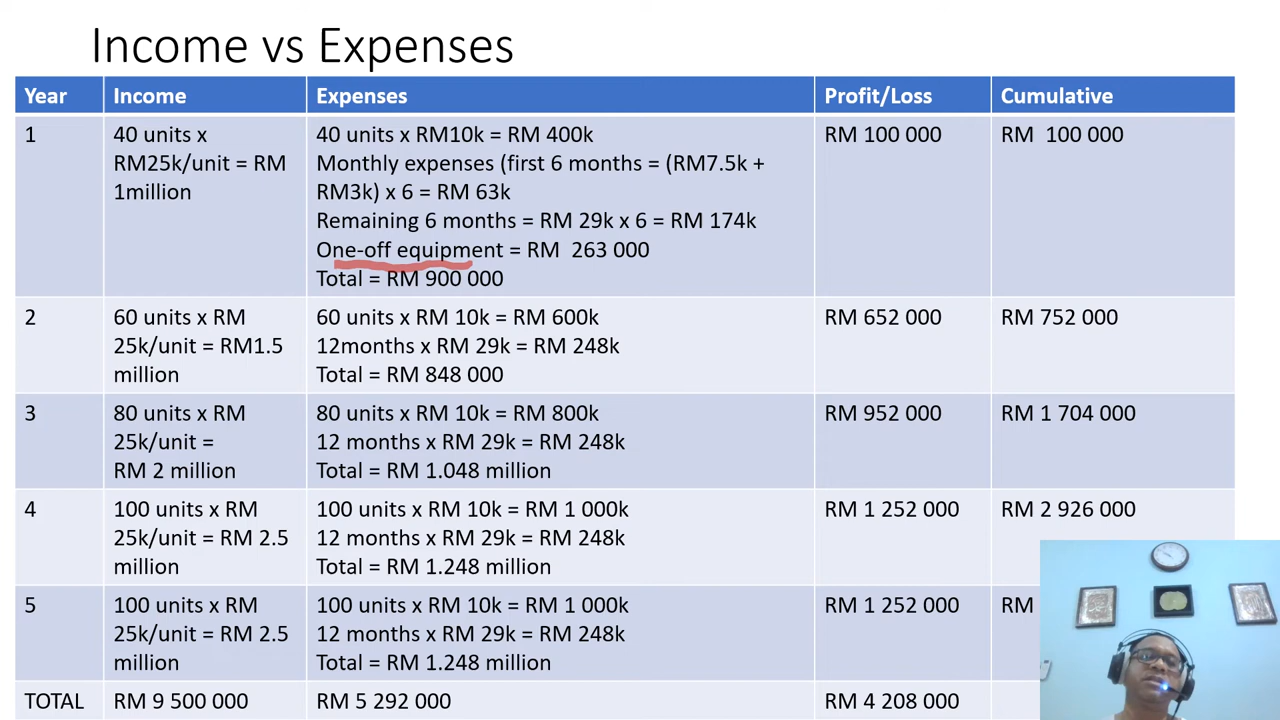 Income vs Expenses
Year Income Expenses Profit/Loss Cumulative
1
40 units x
RM25k/unit = RM
1million
40 units x RM10k = RM 400k
Monthly expenses (first 6 months = (RM7.5k +
RM3k) x 6 = RM 63k
Remaining 6 months = RM 29k x 6 = RM 174k
One-off equipment = RM  263 000
Total = RM 900 000
RM 100 000
RM  100 000
2
60 units x RM
25k/unit = RM1.5
million
60 units x RM 10k = RM 600k
12months x RM 29k = RM 248k
Total = RM 848 000
RM 652 000
RM 752 000
3
80 units x RM
25k/unit =
RM 2 million
80 units x RM 10k = RM 800k
12 months x RM 29k = RM 248k
Total = RM 1.048 million
RM 952 000
RM 1 704 000
4
100 units x RM
25k/unit = RM 2.5
million
100 units x RM 10k = RM 1 000k
12 months x RM 29k = RM 248k
Total = RM 1.248 million
RM 1 252 000
RM 2 926 000
5
100 units x RM
25k/unit = RM 2.5
million
100 units x RM 10k = RM 1 000k
12 months x RM 29k = RM 248k
Total = RM 1.248 million
RM 1 252 000
RM
TOTAL RM 9 500 000 RM 5 292 000 RM 4 208 000